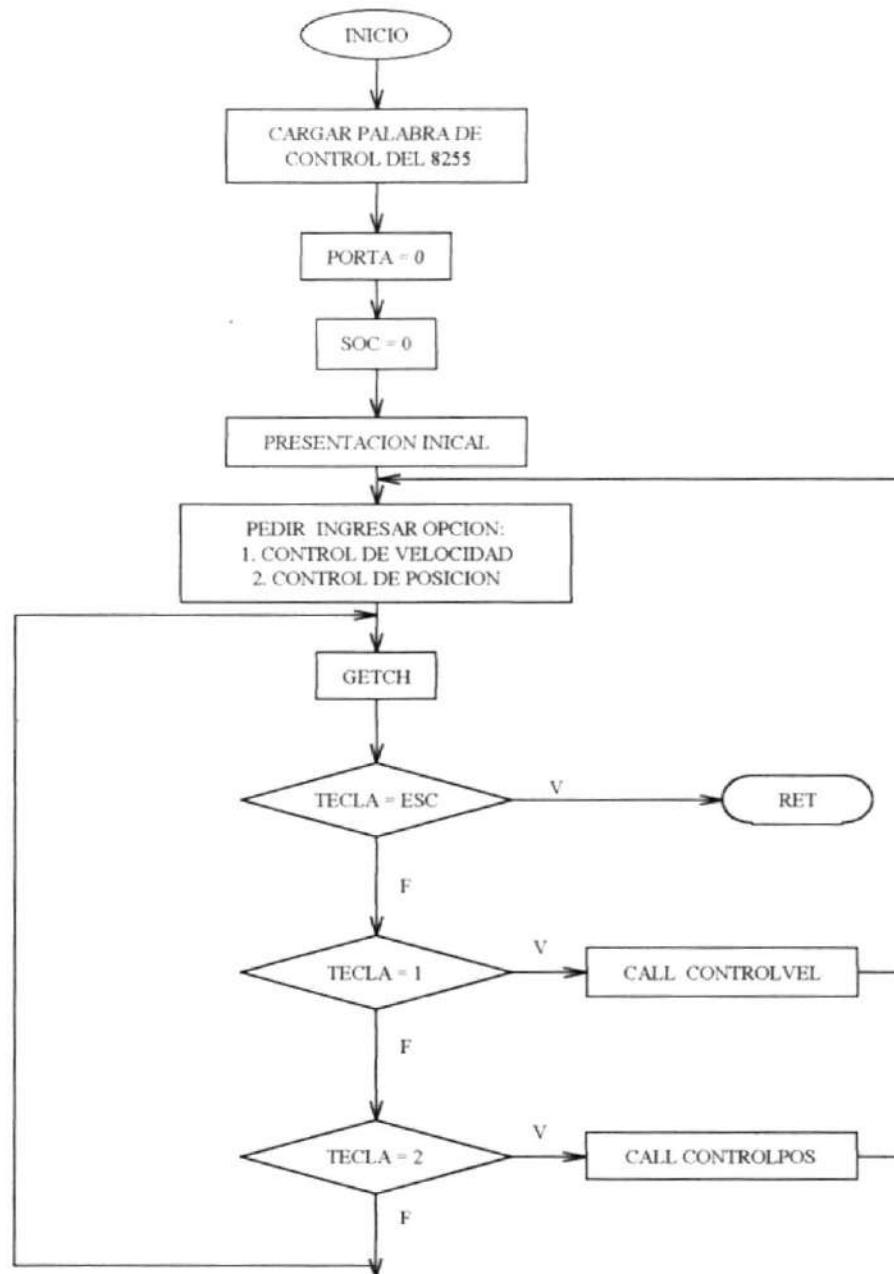 INICIO
CARGAR PALABRA DE
CONTROL DEL 8255
PORTA = 0
SOC = 0
PRESENTACION INICAL
PEDIR INGRESAR OPCION:
1. CONTROL DE VELOCIDAD
2. CONTROL DE POSICION
GETCH
TECLA = ESC
V
RET
F
TECLA = 1
V
CALL CONTROLVEL
F
TECLA = 2
V
CALL CONTROLPOS
F